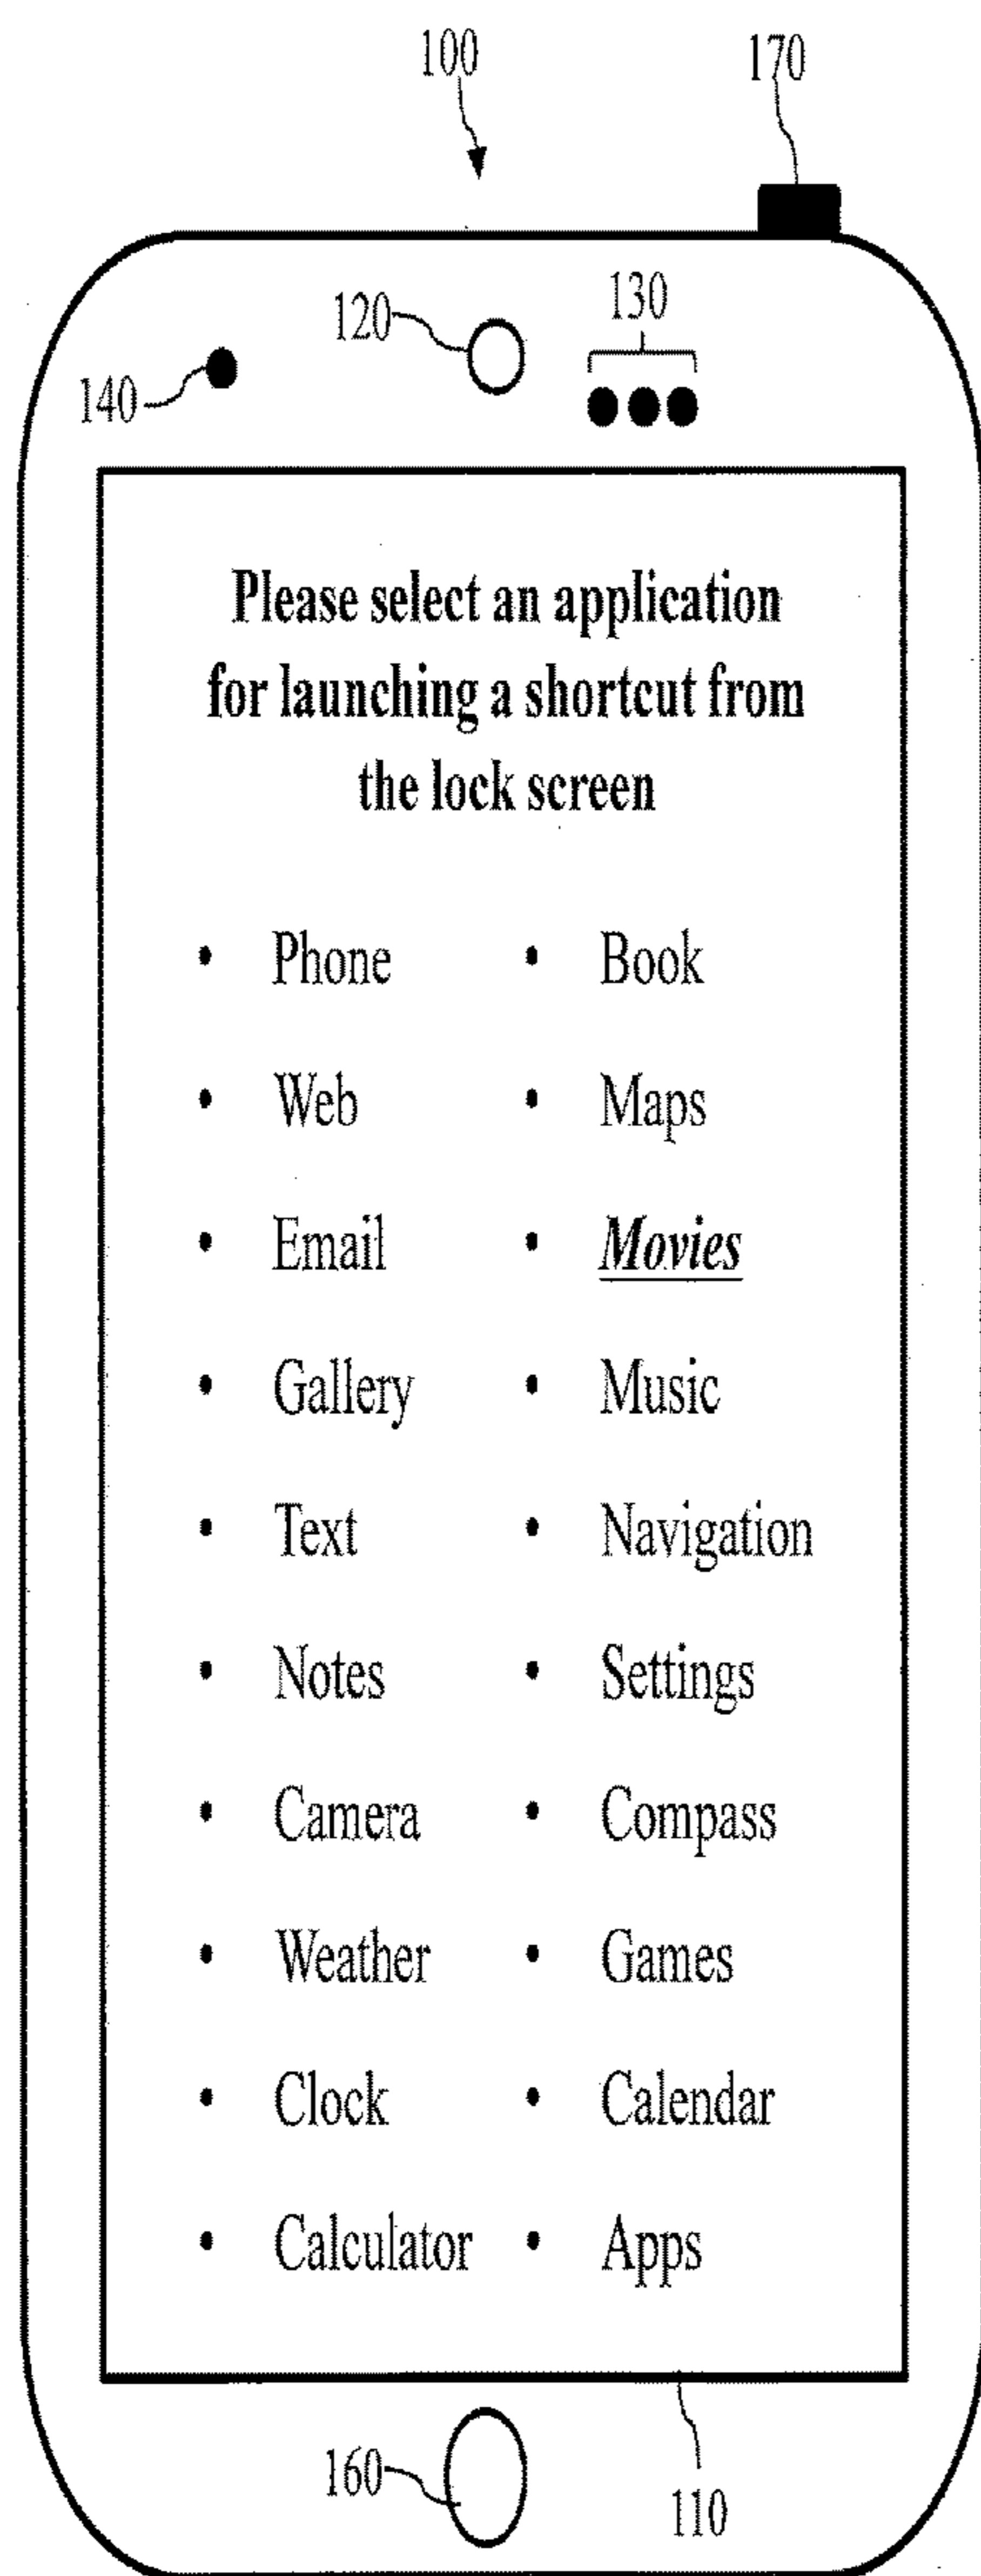 100
170
120
130
140
Please select an application
for launching a shortcut from
the lock screen
• Phone
• Web
• Email
• Gallery
• Text
• Notes
• Camera
• Weather
• Clock
• Calculator
• Book
• Maps
• Movies
• Music
• Navigation
• Settings
• Compass
• Games
• Calendar
• Apps
160
110